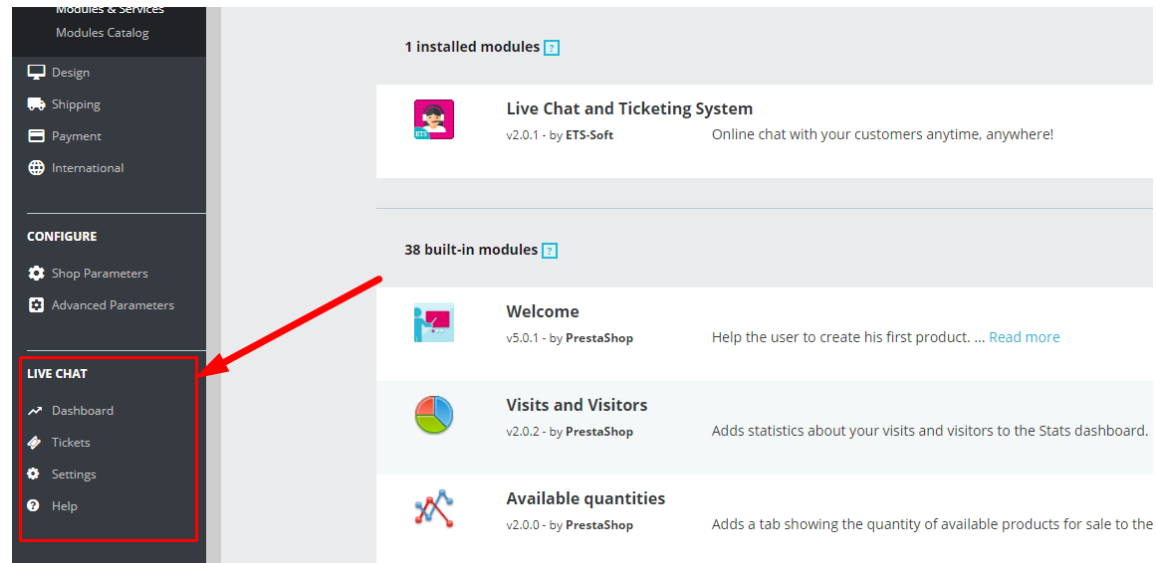 Modules & Services
Modules Catalog
Design
Shipping
Payment
International
CONFIGURE
Shop Parameters
Advanced Parameters
LIVE CHAT
Dashboard
Tickets
Settings
Help
1 installed modules ?
ETS
Live Chat and Ticketing System
v2.0.1 - by ETS-Soft Online chat with your customers anytime, anywhere!
38 built-in modules ?
Welcome
v5.0.1 - by PrestaShop Help the user to create his first product. ... Read more
Visits and Visitors
v2.0.2 - by PrestaShop Adds statistics about your visits and visitors to the Stats dashboard.
Available quantities
v2.0.0 - by PrestaShop Adds a tab showing the quantity of available products for sale to the